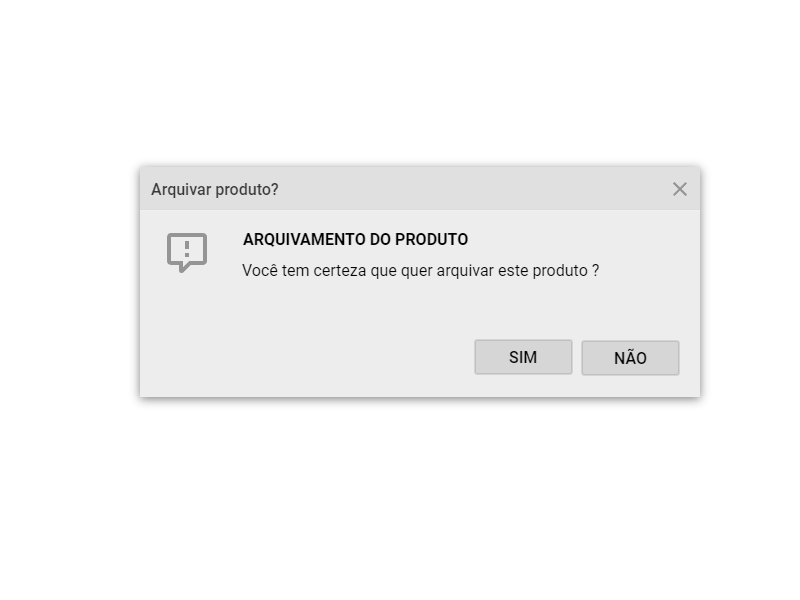 Arquivar produto?
ARQUIVAMENTO DO PRODUTO
Você tem certeza que quer arquivar este produto ?
SIM
NÃO